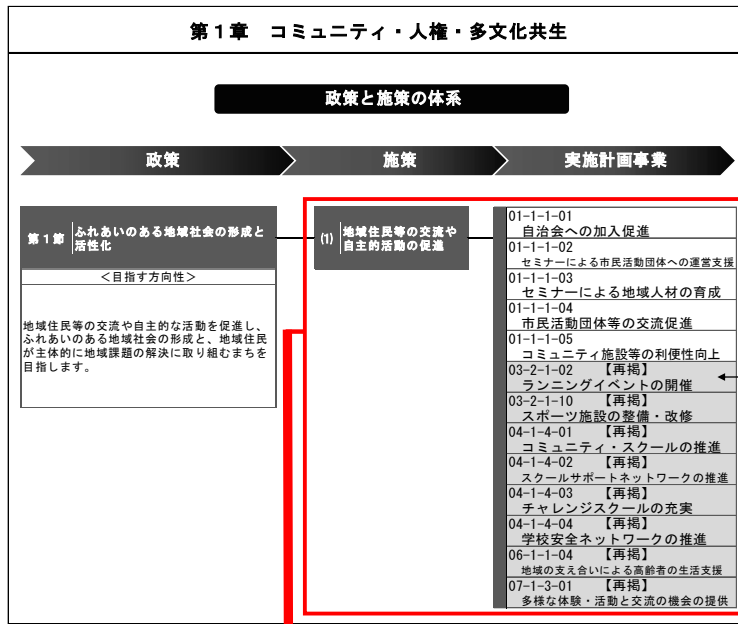 第１章　コミュニティ・人権・多文化共生
政策と施策の体系
政策
施策
実施計画事業
第１節
ふれあいのある地域社会の形成と
活性化
＜目指す方向性＞
地域住民等の交流や自主的な活動を促進し、
ふれあいのある地域社会の形成と、地域住民
が主体的に地域課題の解決に取り組むまちを
目指します。
(1)
地域住民等の交流や
自主的活動の促進
01-1-1-01
自治会への加入促進
01-1-1-02
セミナーによる市民活動団体への運営支援
01-1-1-03
セミナーによる地域人材の育成
01-1-1-04
市民活動団体等の交流促進
01-1-1-05
コミュニティ施設等の利便性向上
03-2-1-02　【再掲】
ランニングイベントの開催
03-2-1-10　【再掲】
スポーツ施設の整備・改修
04-1-4-01　【再掲】
コミュニティ・スクールの推進
04-1-4-02　【再掲】
スクールサポートネットワークの推進
04-1-4-03　【再掲】
チャレンジスクールの充実
04-1-4-04　【再掲】
学校安全ネットワークの推進
06-1-1-04　【再掲】
地域の支え合いによる高齢者の生活支援
07-1-3-01　【再掲】
多様な体験・活動と交流の機会の提供